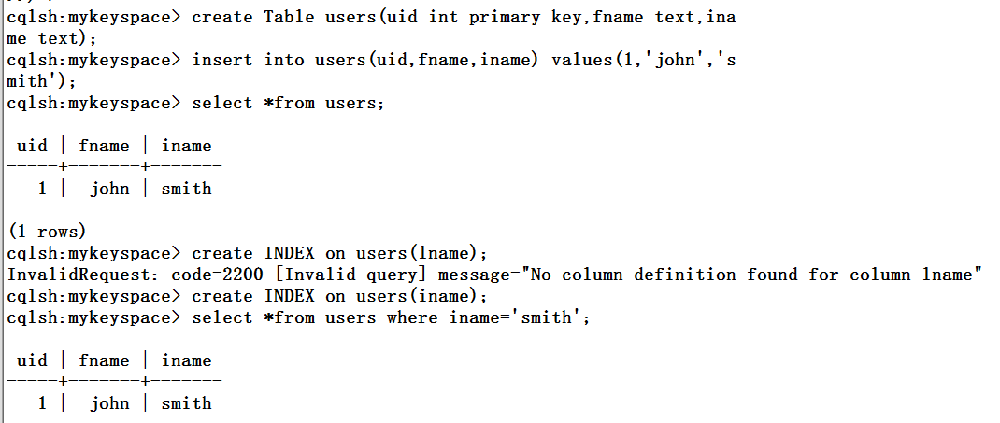 cqlsh:mykeyspace> create Table users(uid int primary key,fname text,ina
me text);
cqlsh:mykeyspace> insert into users(uid,fname,iname) values(1,'john','s
mith');
cqlsh:mykeyspace> select *from users;
uid | fname | iname
-----+-------+-------
1 | john | smith
(1 rows)
cqlsh:mykeyspace> create INDEX on users(lname);
InvalidRequest: code=2200 [Invalid query] message="No column definition found for column lname"
cqlsh:mykeyspace> create INDEX on users(iname);
cqlsh:mykeyspace> select *from users where iname='smith';
uid | fname | iname
-----+-------+-------
1 | john | smith